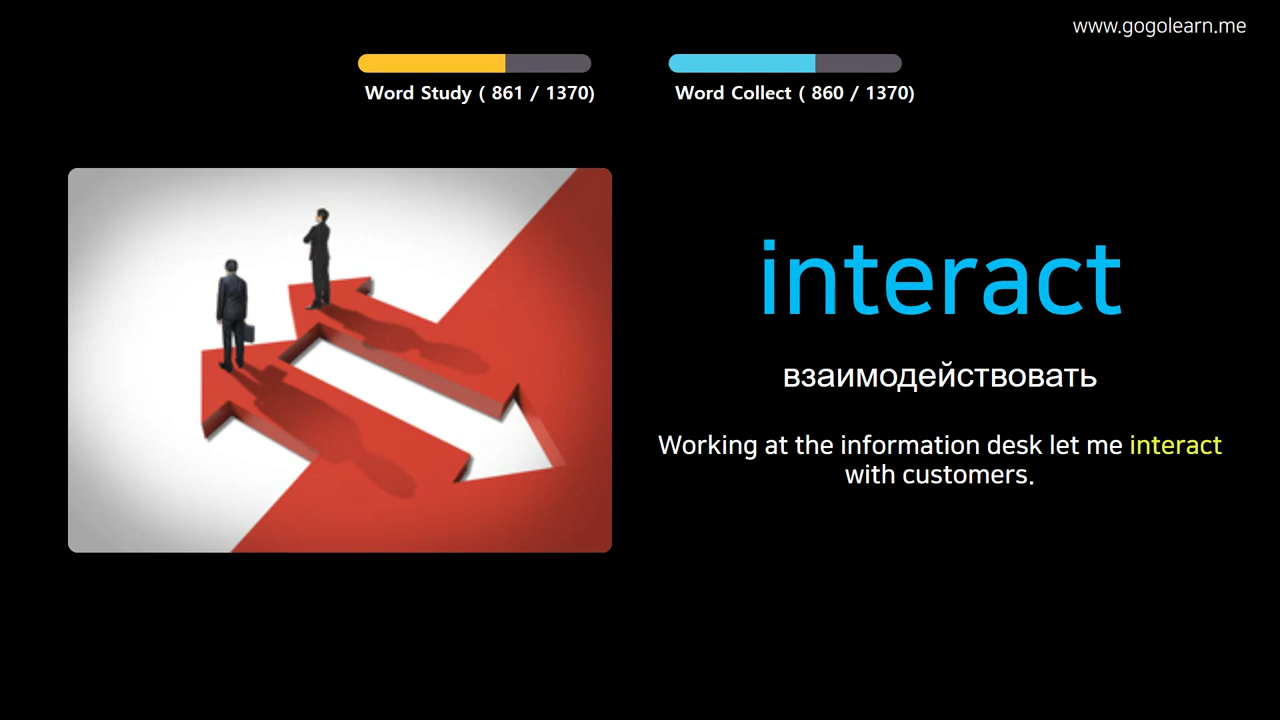 www.gogolearn.me
Word Study ( 861 / 1370)
Word Collect ( 860 / 1370)
interact
взаимодействовать
Working at the information desk let me interact
with customers.